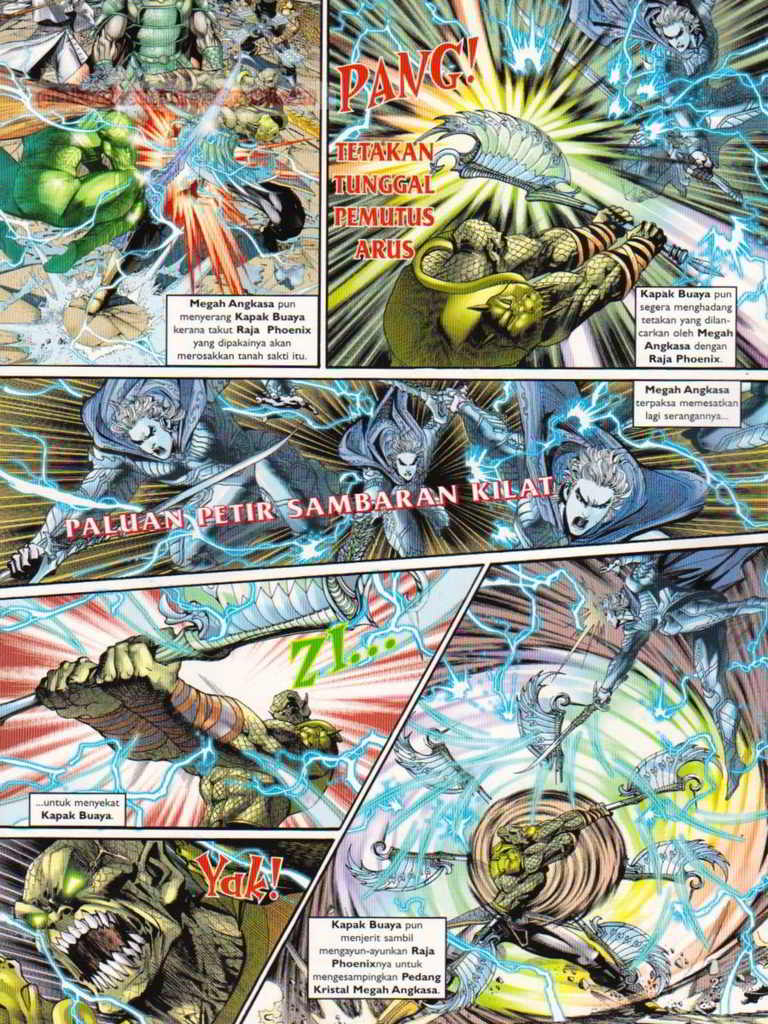 Megah Angkasa pun
menyerang Kapak Buaya
kerana takut Raja Phoenix
yang dipakainya akan
merosakkan tanah sakti itu.
PANG!
TETAKAN
TUNGGAL
PEMUTUS
ARUS
Kapak Buaya pun
segera menghadang
tetakan yang dilan-
carkan oleh Megah
Angkasa dengan
Raja Phoenix.
Megah Angkasa
terpaksa memesatkan
lagi serangannya...
PALUAN PETIR SAMBARAN KILAT
ZI...
...untuk menyekat
Kapak Buaya.
Yak!
Kapak Buaya pun
menjerit sambil
mengayun-ayunkan Raja
Phoenixnya untuk
mengesampingkan Pedang
Kristal Megah Angkasa.